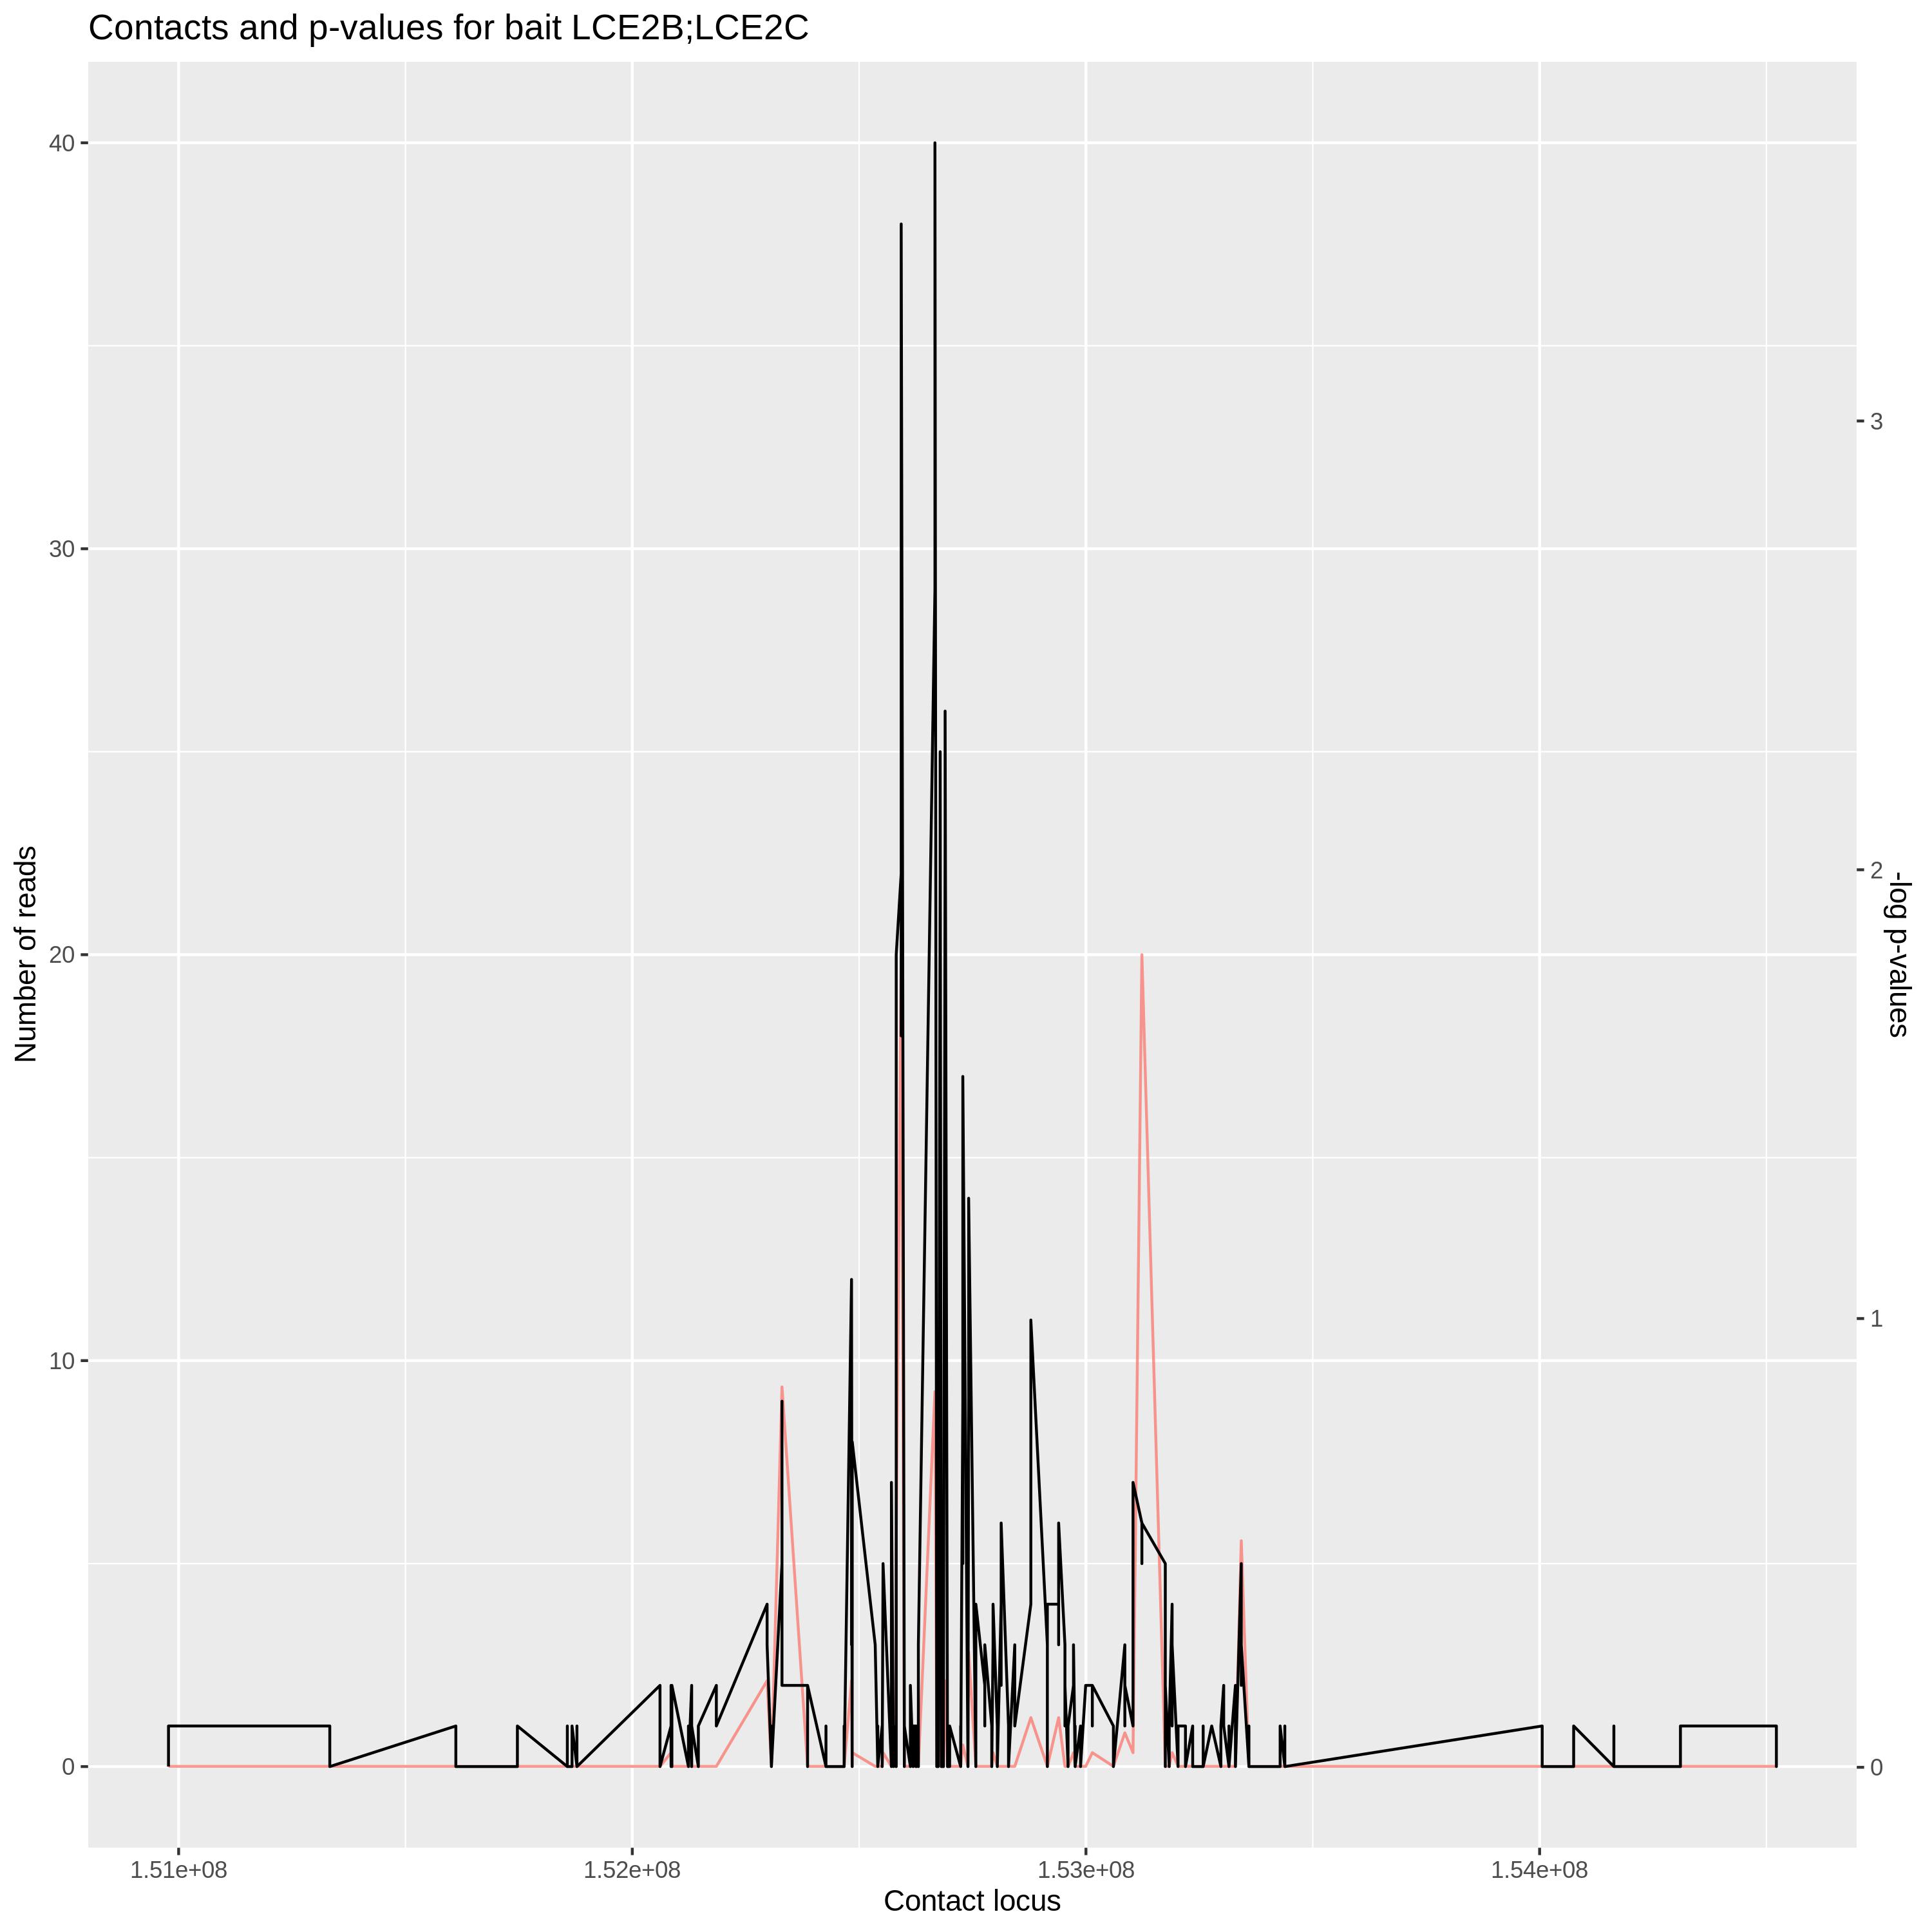 Contacts and p-values for bait LCE2B;LCE2C
40
30
20
10
0
Number of reads
3
2
1
0
-log p-values
1.51e+08
1.52e+08
1.53e+08
1.54e+08
Contact locus